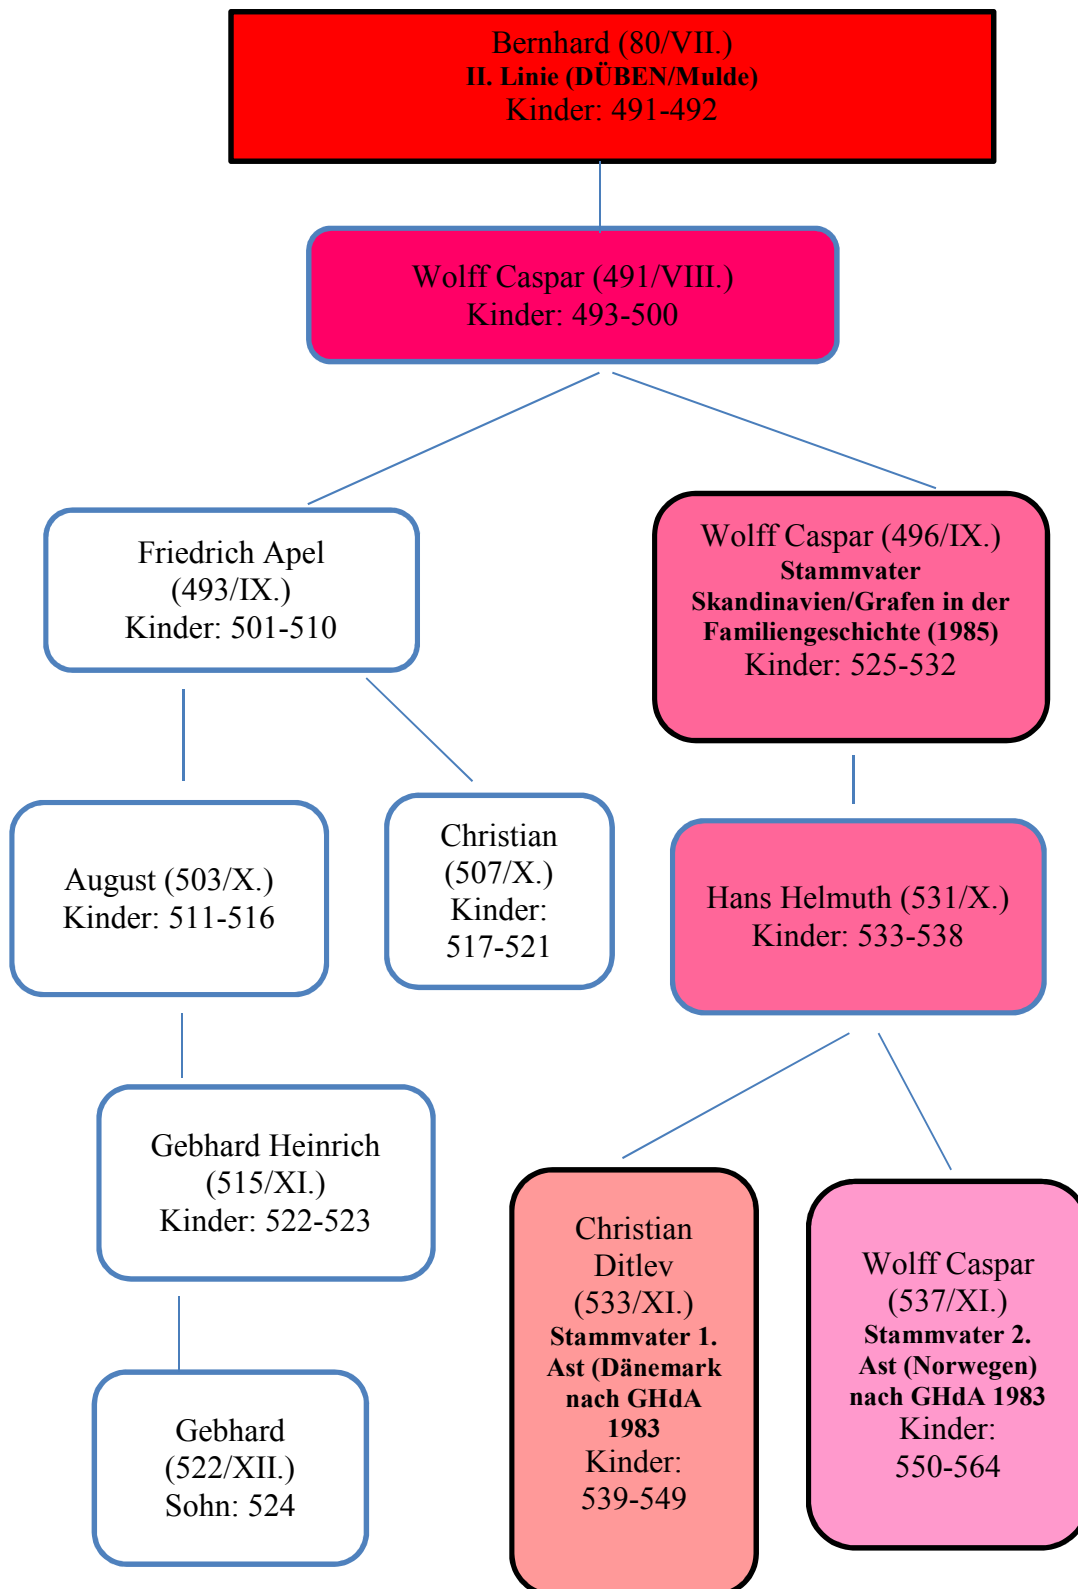 Bernhard (80/VII.)
II. Linie (DÜBEN/Mulde)
Kinder: 491-492
Wolff Caspar (491/VIII.)
Kinder: 493-500
Friedrich Apel
(493/IX.)
Kinder: 501-510
Wolff Caspar (496/IX.)
Stammvater
Skandinavien/Grafen in der
Familiengeschichte (1985)
Kinder: 525-532
August (503/X.)
Kinder: 511-516
Christian
(507/X.)
Kinder:
517-521
Hans Helmuth (531/X.)
Kinder: 533-538
Gebhard Heinrich
(515/XI.)
Kinder: 522-523
Christian
Ditlev
(533/XI.)
Stammvater 1.
Ast (Dänemark
nach GHdA
1983
Kinder:
539-549
Wolff Caspar
(537/XI.)
Stammvater 2.
Ast (Norwegen)
nach GHdA 1983
Kinder:
550-564
Gebhard
(522/XII.)
Sohn: 524